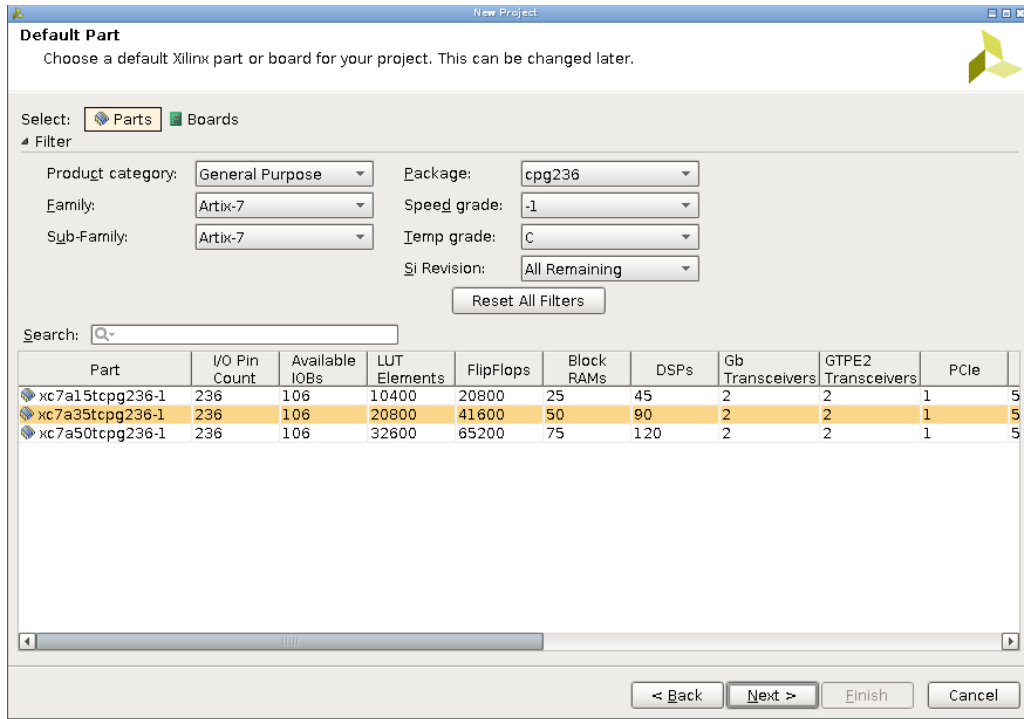 New Project
Default Part
Choose a default Xilinx part or board for your project. This can be changed later.
Select: Parts Boards
Filter
Product category: General Purpose Package: cpg236
Family: Artix-7 Speed grade: -1
Sub-Family: Artix-7 Temp grade: C
Si Revision: All Remaining
Reset All Filters
Search:
Part I/O Pin Count Available IOBs LUT Elements FlipFlops Block RAMs DSPs Gb Transceivers GTPE2 Transceivers PCIe
xc7a15tcpg236-1 236 106 10400 20800 25 45 2 2 1 5
xc7a35tcpg236-1 236 106 20800 41600 50 90 2 2 1 5
xc7a50tcpg236-1 236 106 32600 65200 75 120 2 2 1 5
< Back Next > Finish Cancel